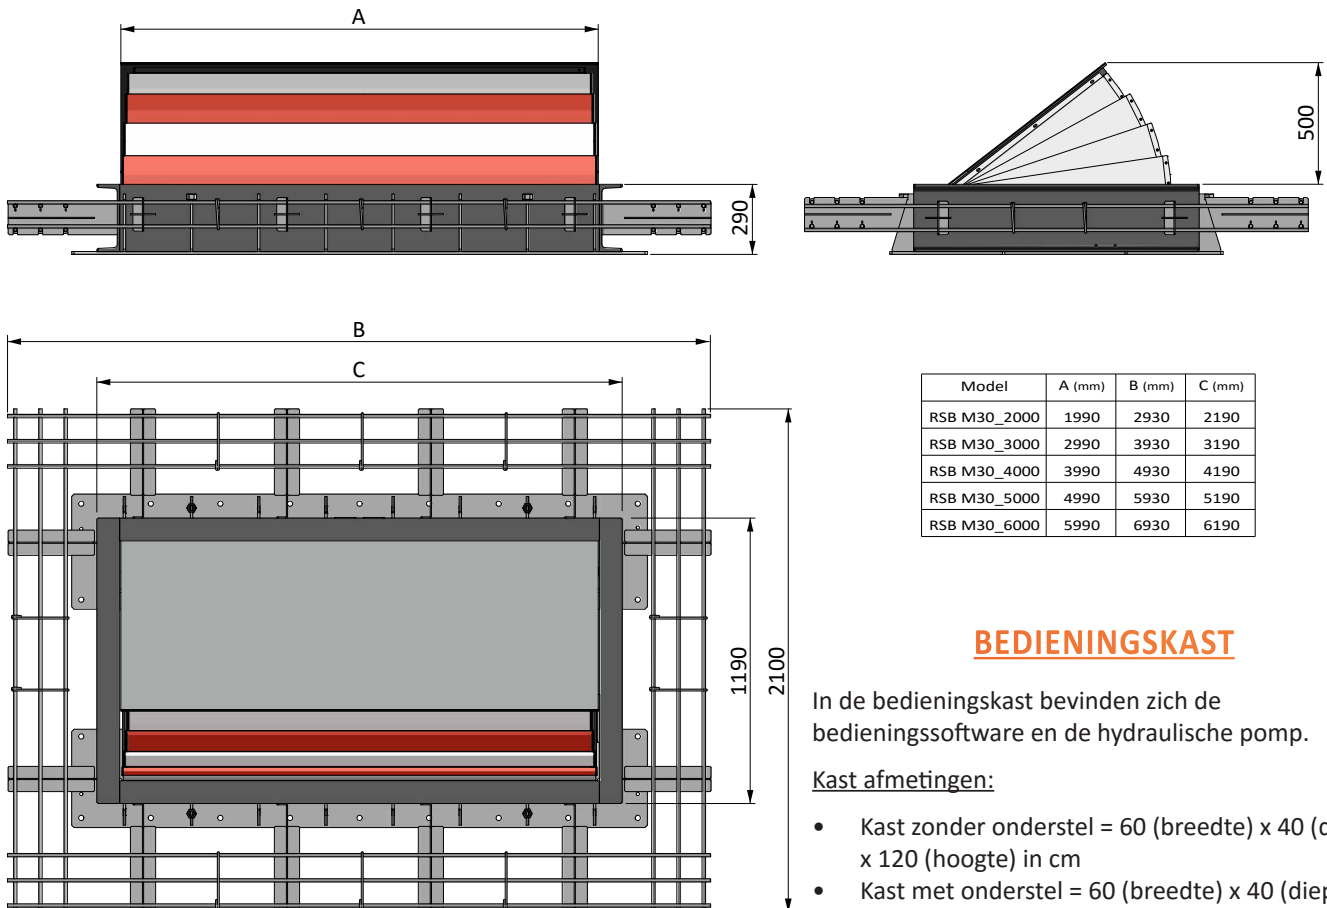 A
500
290
B
C
1190
2100
Model A (mm) B (mm) C (mm)
RSB M30_2000 1990 2930 2190
RSB M30_3000 2990 3930 3190
RSB M30_4000 3990 4930 4190
RSB M30_5000 4990 5930 5190
RSB M30_6000 5990 6930 6190
BEDIENINGSKAST
In de bedieningskast bevinden zich de
bedieningssoftware en de hydraulische pomp.
Kast afmetingen:
• Kast zonder onderstel = 60 (breedte) x 40 (
x 120 (hoogte) in cm
• Kast met onderstel = 60 (breedte) x 40 (diep